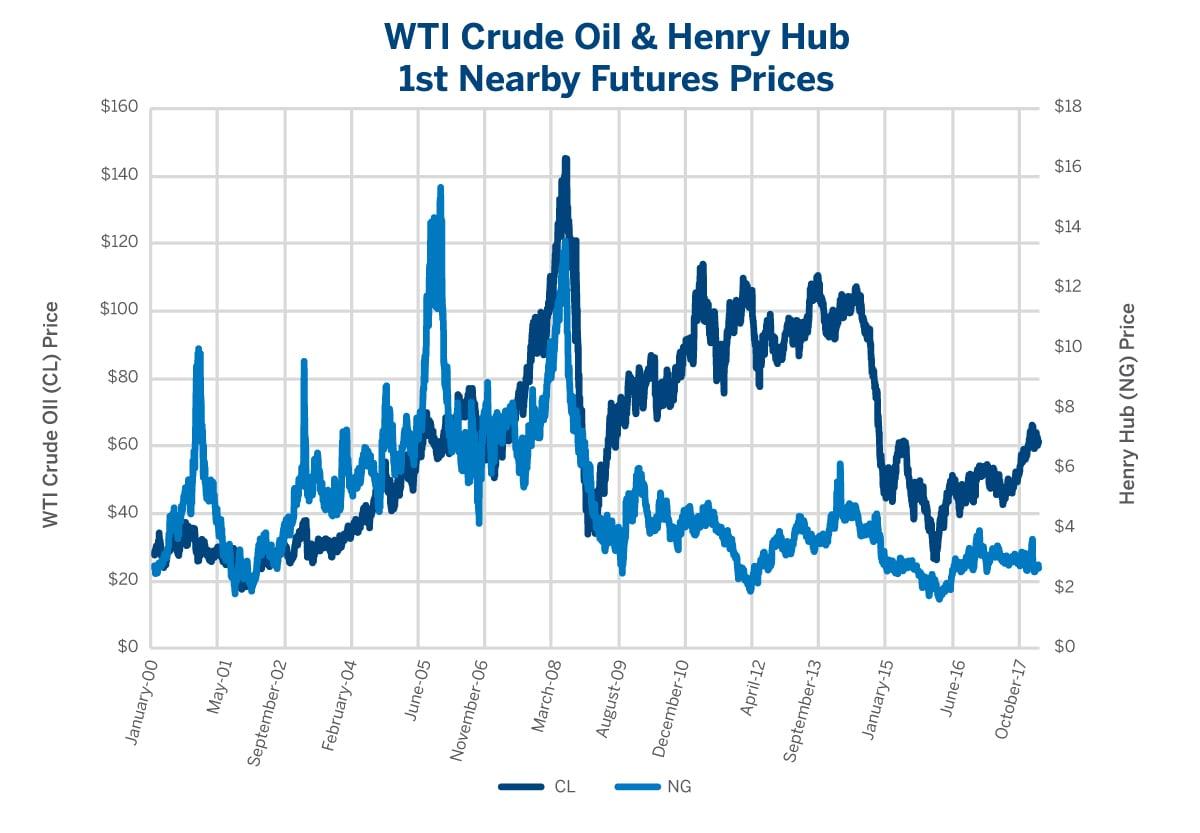 WTI Crude Oil & Henry Hub
1st Nearby Futures Prices
$160
$140
$120
$100
$80
$60
$40
$20
$0
WTI Crude OIl (CL) Price
$18
$16
$14
$12
$10
$8
$6
$4
$2
$0
Henry Hub (NG) Price
January-00
May-01
September-02
February-04
June-05
November-06
March-08
August-09
December-10
April-12
September-13
January-15
June-16
October-17
CL
NG